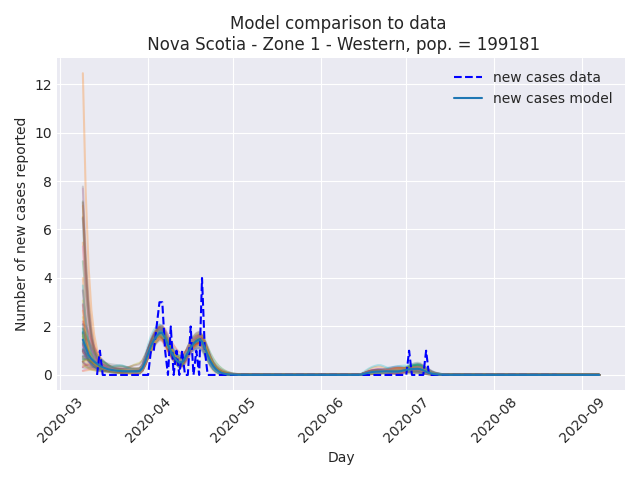 Model comparison to data
Nova Scotia - Zone 1 - Western, pop. = 199181
new cases data
new cases model
Number of new cases reported
12
10
8
6
4
2
0
2020-03
2020-04
2020-05
2020-06
2020-07
2020-08
2020-09
Day